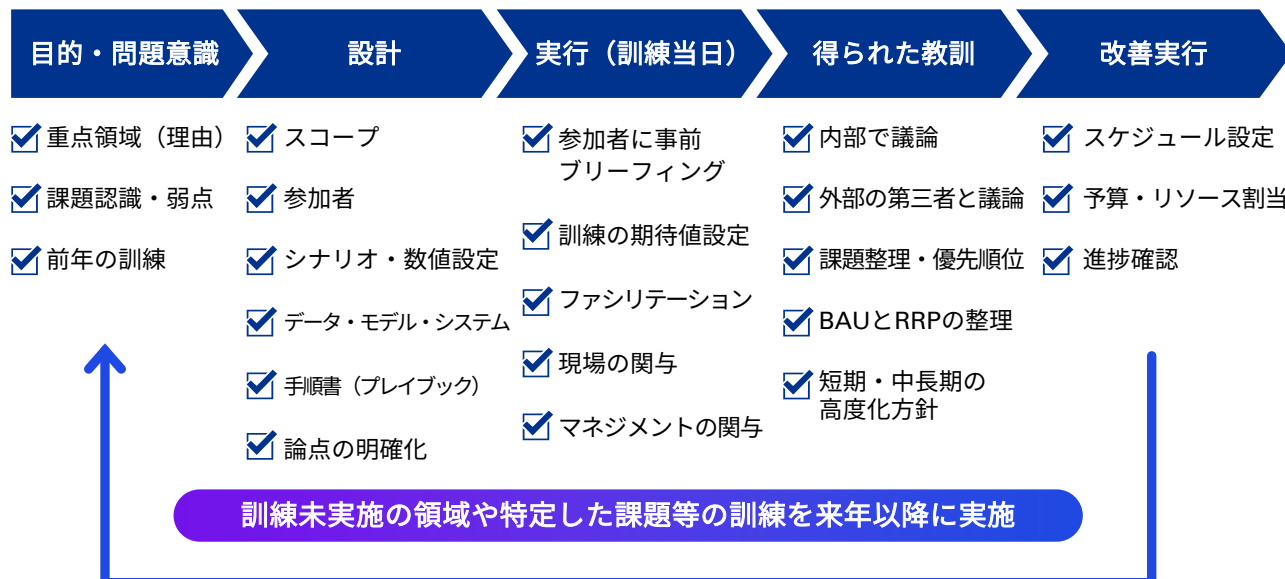 目的・問題意識
設計
実行（訓練当日）
得られた教訓
改善実行
重点領域（理由）
課題認識・弱点
前年の訓練
スコープ
参加者
シナリオ・数値設定
データ・モデル・システム
手順書（プレイブック）
論点の明確化
参加者に事前
ブリーフィング
訓練の期待値設定
ファシリテーション
現場の関与
マネジメントの関与
内部で議論
外部の第三者と議論
課題整理・優先順位
BAUとRRPの整理
短期・中長期の
高度化方針
スケジュール設定
予算・リソース割当
進捗確認
訓練未実施の領域や特定した課題等の訓練を来年以降に実施